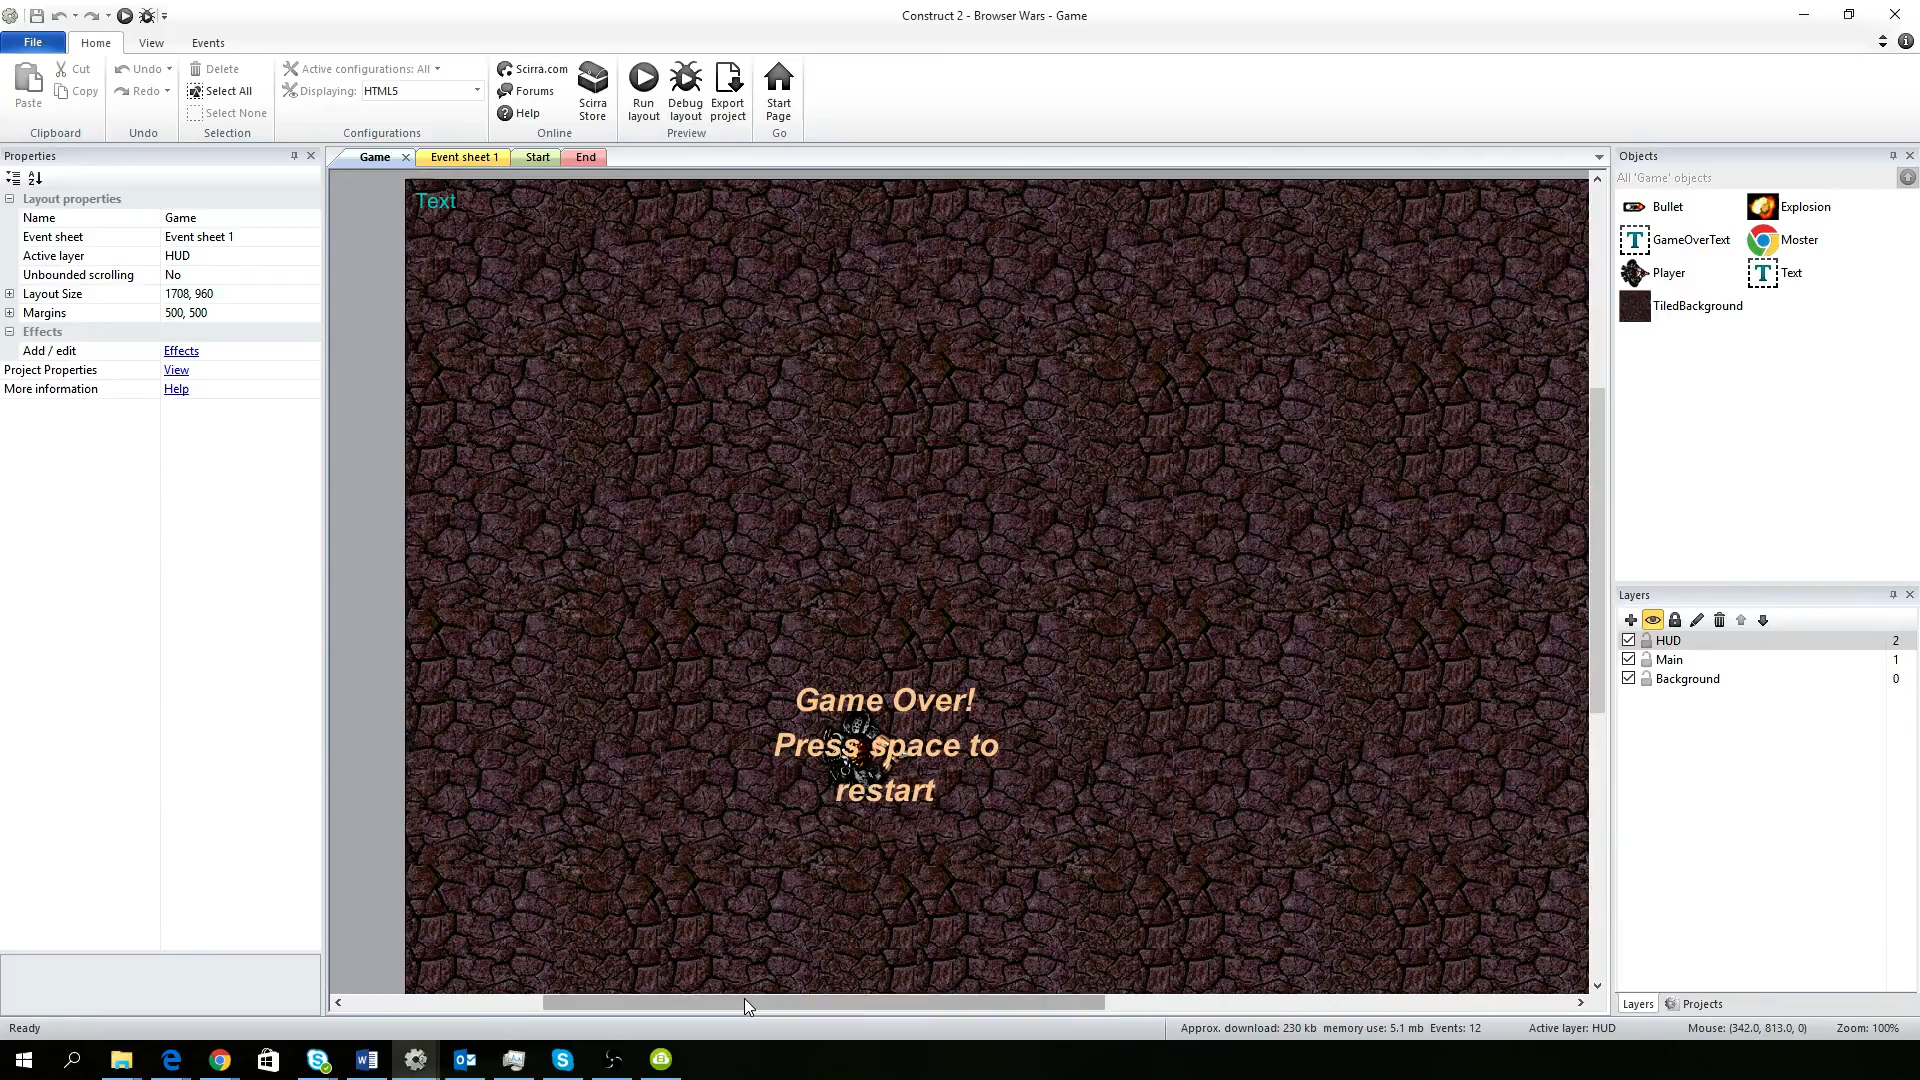 Construct 2 - Browser Wars - Game
File
Home
View
Events
Paste
Cut
Copy
Clipboard
Undo
Redo
Undo
Delete
Select All
Select None
Selection
Active configurations: All
Displaying:
HTML5
Configurations
Scirra.com
Forums
Help
Scirra
Store
Online
Run
layout
Debug
layout
Export
project
Preview
Start
Page
Go
Properties
Layout properties
Name Game
Event sheet Event sheet 1
Active layer HUD
Unbounded scrolling No
Layout Size 1708, 960
Margins 500, 500
Effects
Add / edit Effects
Project Properties View
More information Help
Game
Event sheet 1
Start
End
Text
Game Over!
Press space to
restart
Objects
All 'Game' objects
Bullet
Explosion
GameOverText
Moster
Player
Text
TiledBackground
Layers
HUD 2
Main 1
Background 0
Layers
Projects
Ready
Approx. download: 230 kb memory use: 5.1 mb Events: 12
Active layer: HUD
Mouse: (342.0, 813.0, 0)
Zoom: 100%